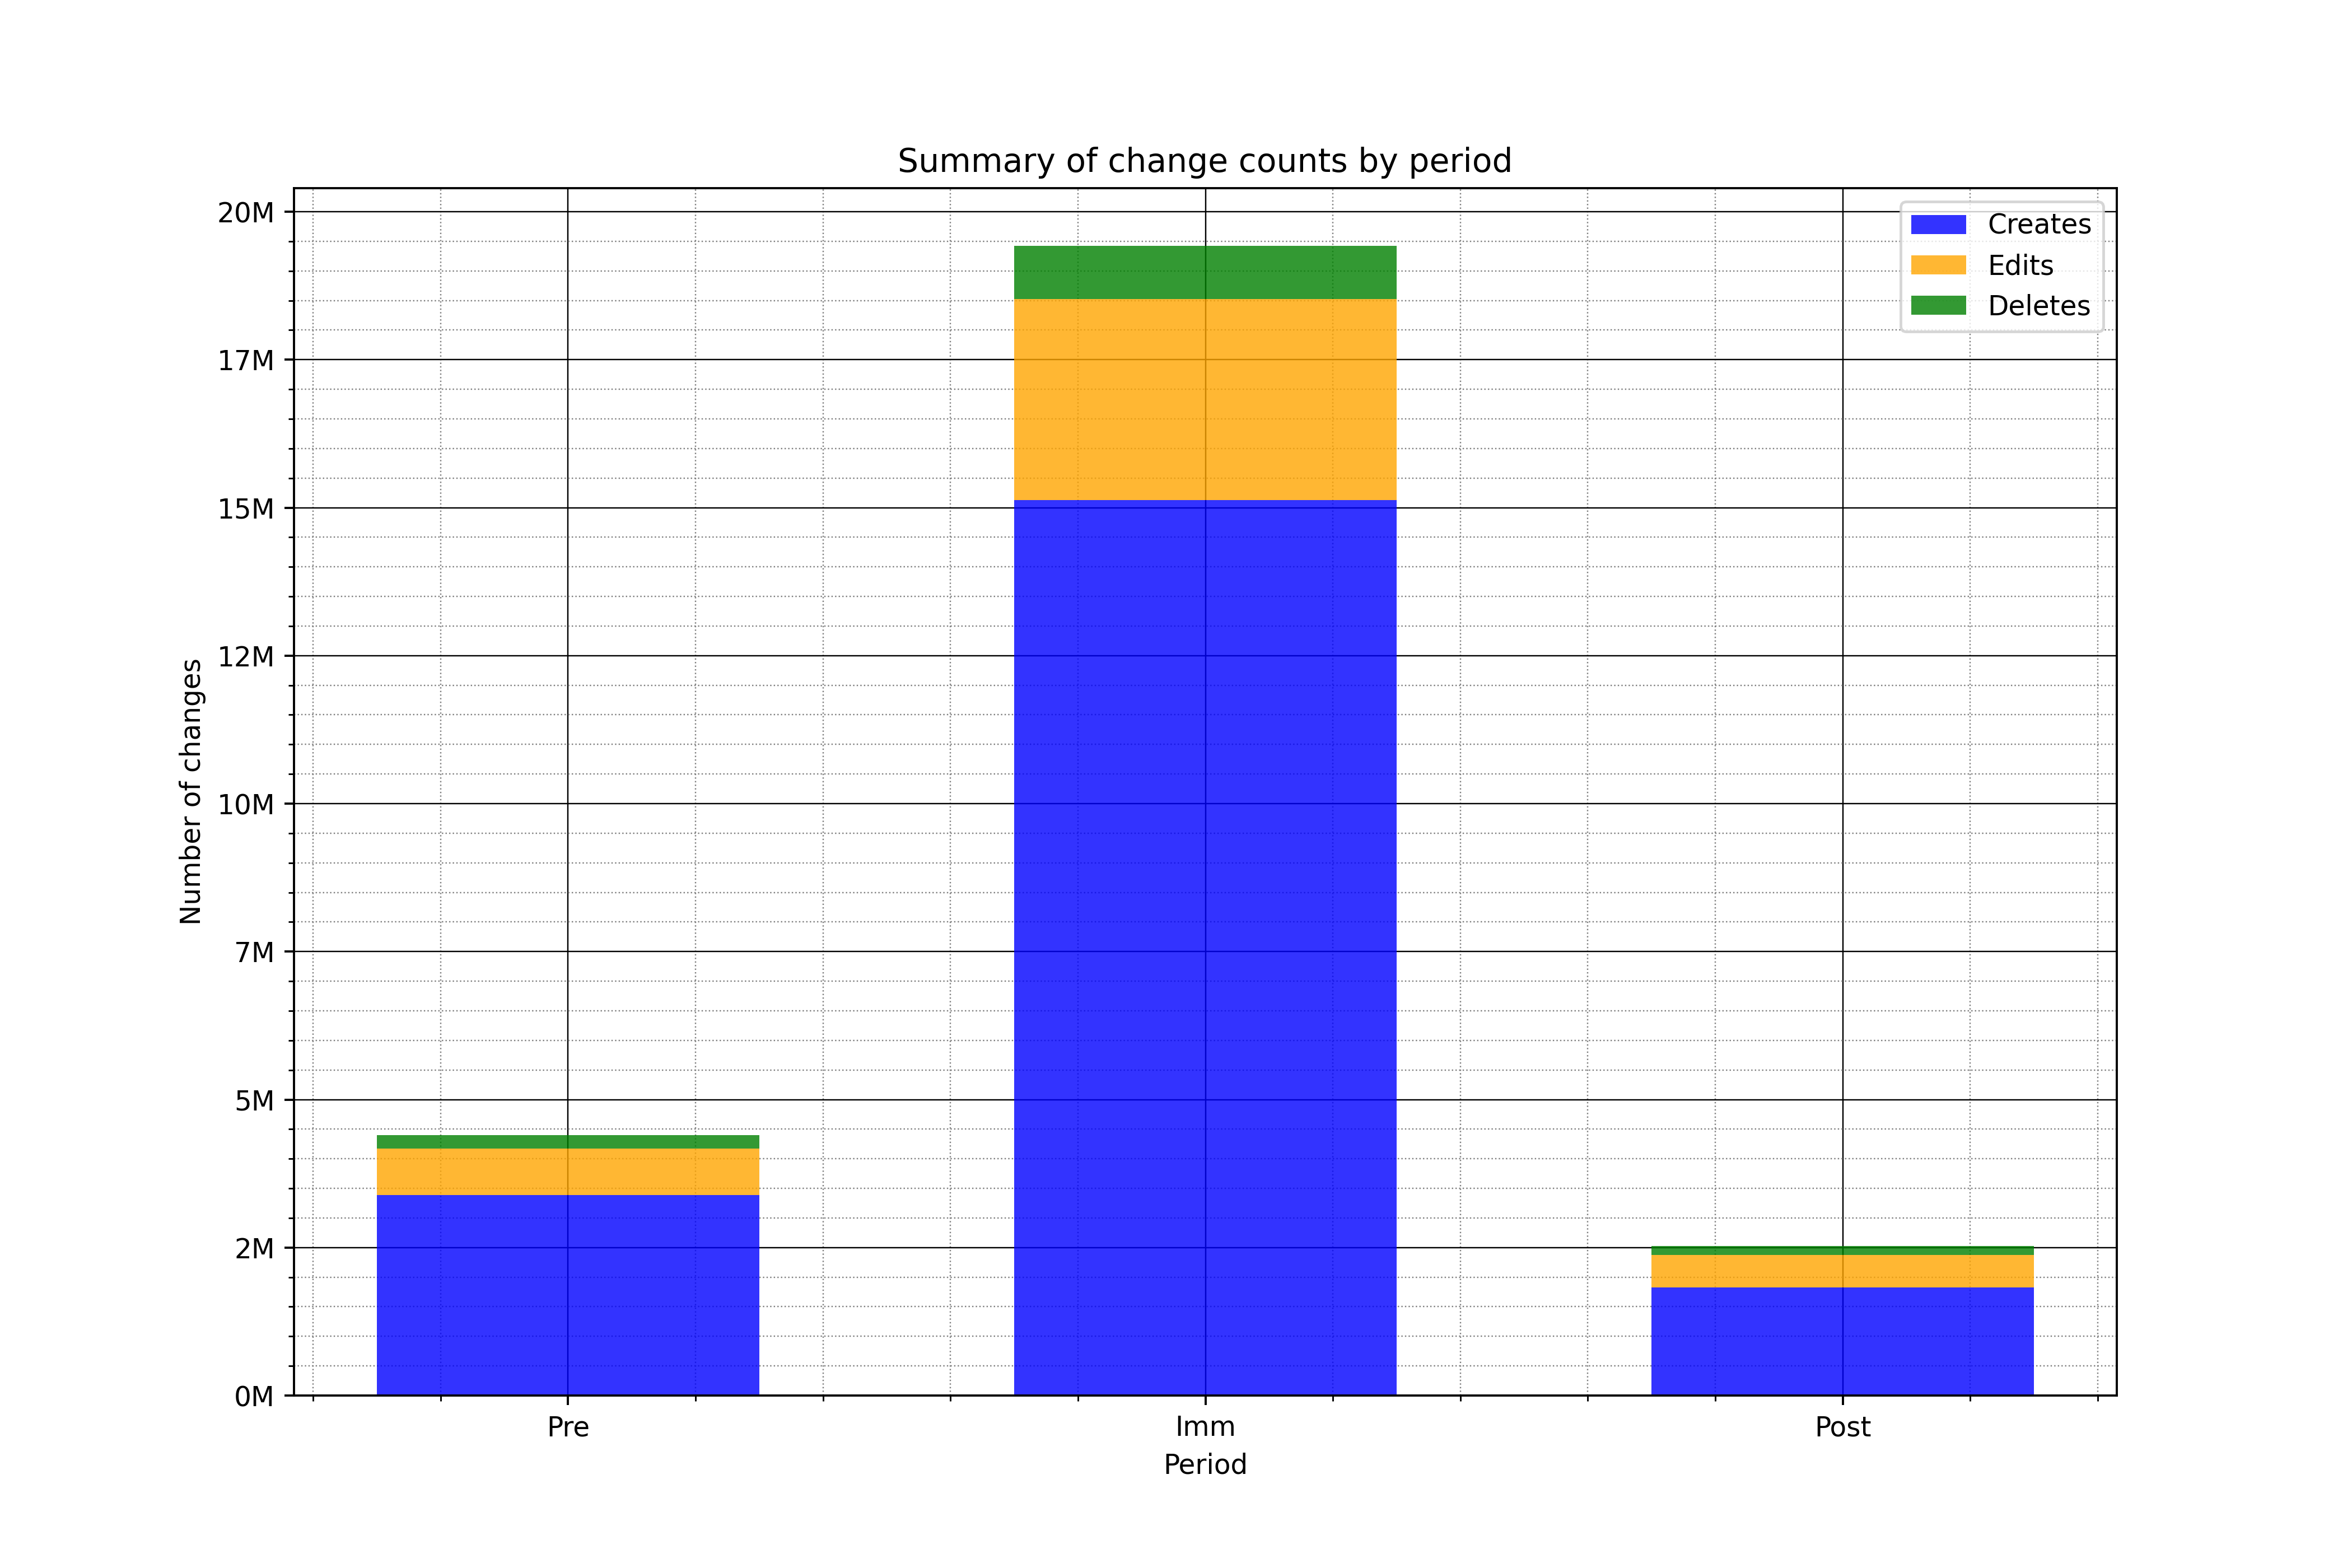 Summary of change counts by period
Number of changes
20M
17M
15M
12M
10M
7M
5M
2M
0M
Creates
Edits
Deletes
Pre
Imm
Post
Period